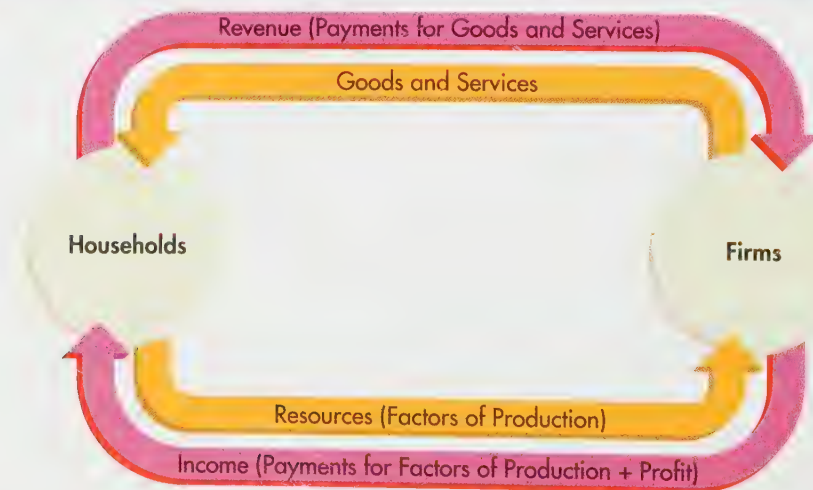 Revenue (Payments for Goods and Services)
Goods and Services
Households
Firms
Resources (Factors of Production)
Income (Payments for Factors of Production + Profit)